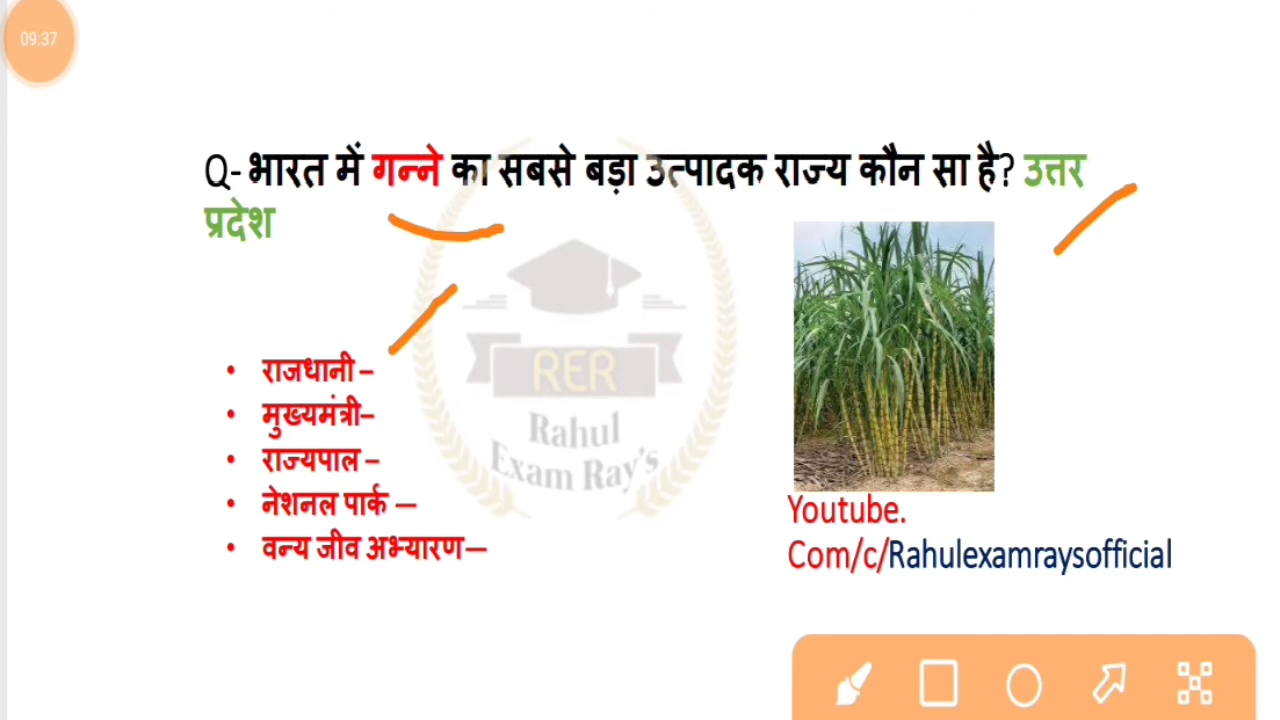 09:37
Q- भारत में गन्ने का सबसे बड़ा उत्पादक राज्य कौन सा है? उत्तर
प्रदेश
• राजधानी –
• मुख्यमंत्री–
• राज्यपाल –
• नेशनल पार्क —
• वन्य जीव अभ्यारण—
RER
Rahul
Exam Ray's
Youtube.
Com/c/Rahulexamraysofficial